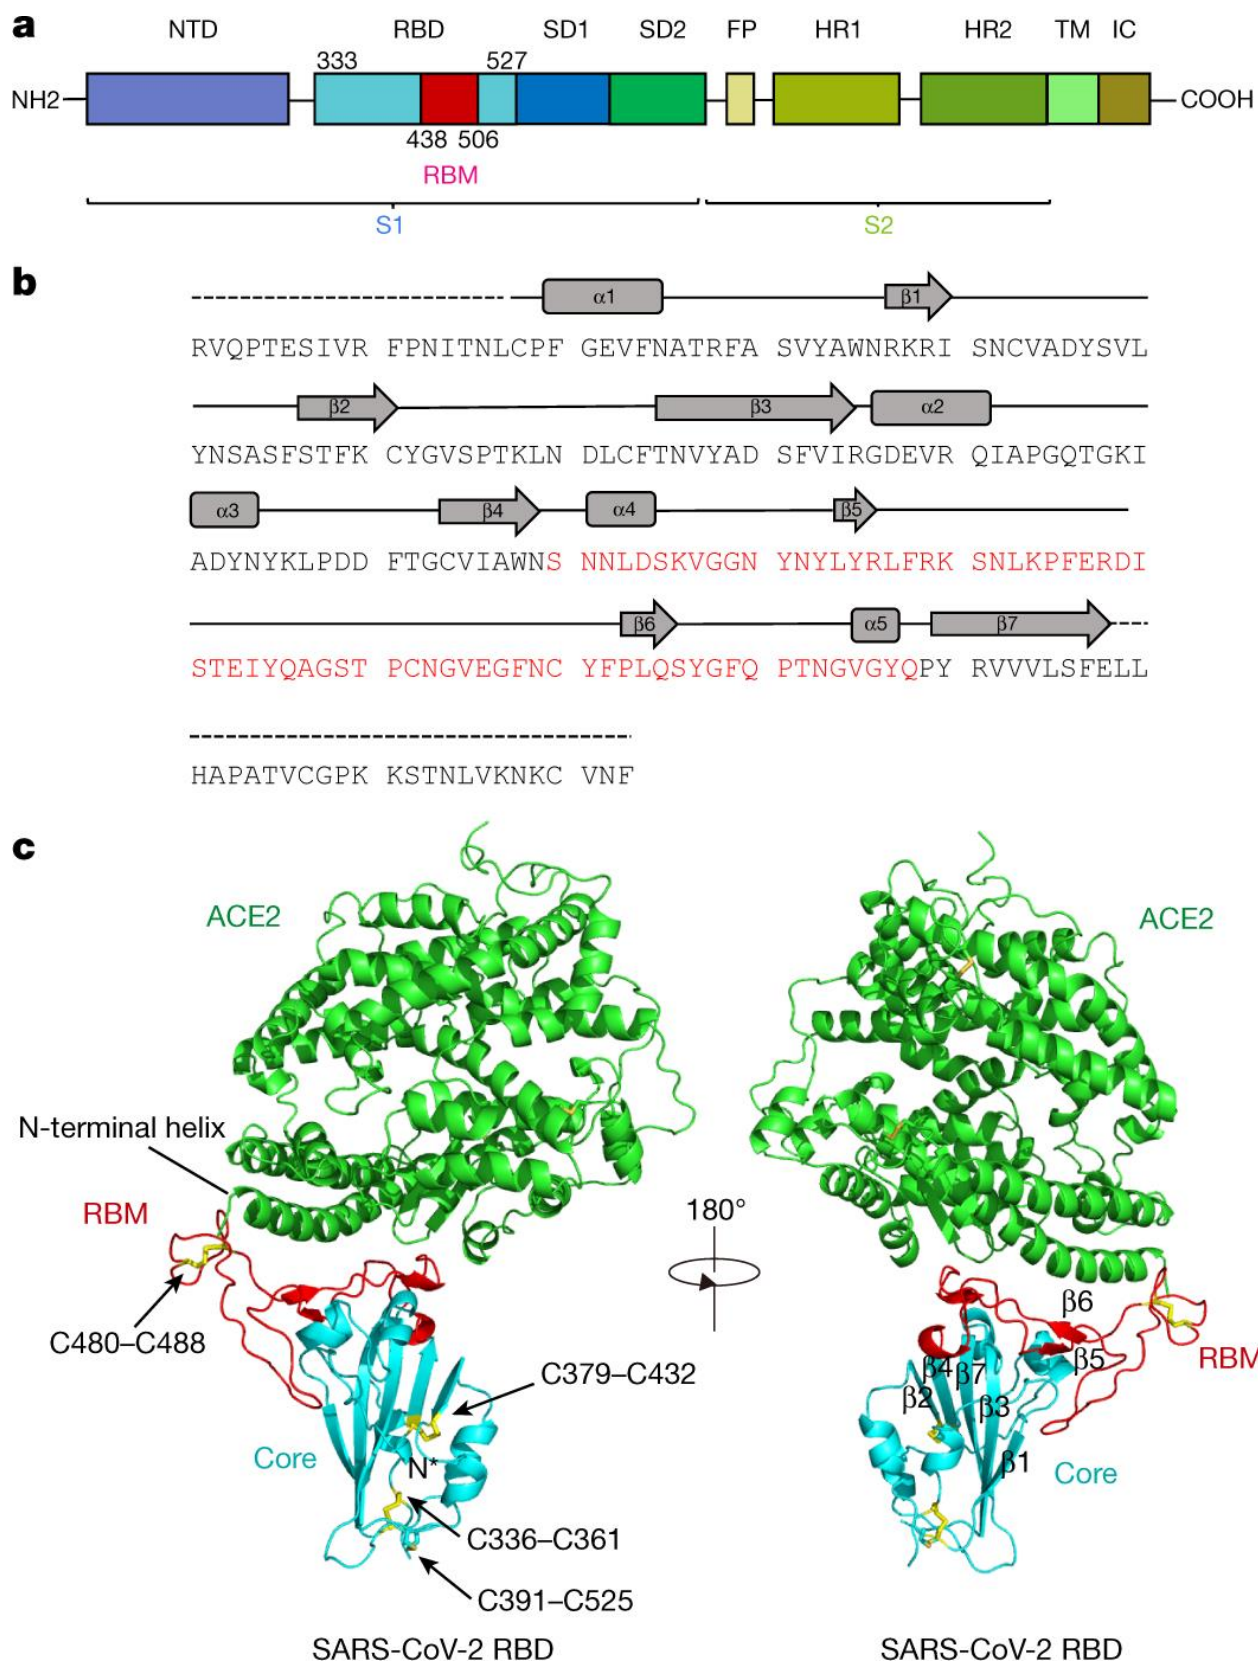 a
NTD RBD SD1 SD2 FP HR1 HR2 TM IC
333 527
NH2 COOH
438 506
RBM
S1 S2
b
α1 β1
RVQPTESIVR FPNITNLCPF GEVFNATRFA SVYAWNRKRI SNCVADYSVL
β2 β3 α2
YNSASFSTFK CYGVSPTKLN DLCFTNVYAD SFVIRGDEVR QIAPGQTGKI
α3 β4 α4 β5
ADYNYKLPDD FTGCVIAWNS NNLDSKVGGN YNYLYRLFRK SNLKPFERDI
β6 α5 β7
STEIYQAGST PCNGVEGFNC YFPLQSYGFQ PTNGVGYQPY RVVVLSFELL
HAPATVCGPK KSTNLVKNKC VNF
c
ACE2 ACE2
N-terminal helix
RBM
180°
C480–C488
β6
β5
RBM
C379–C432
β4 β7
β2
β3
Core
N*
β1
Core
C336–C361
C391–C525
SARS-CoV-2 RBD SARS-CoV-2 RBD